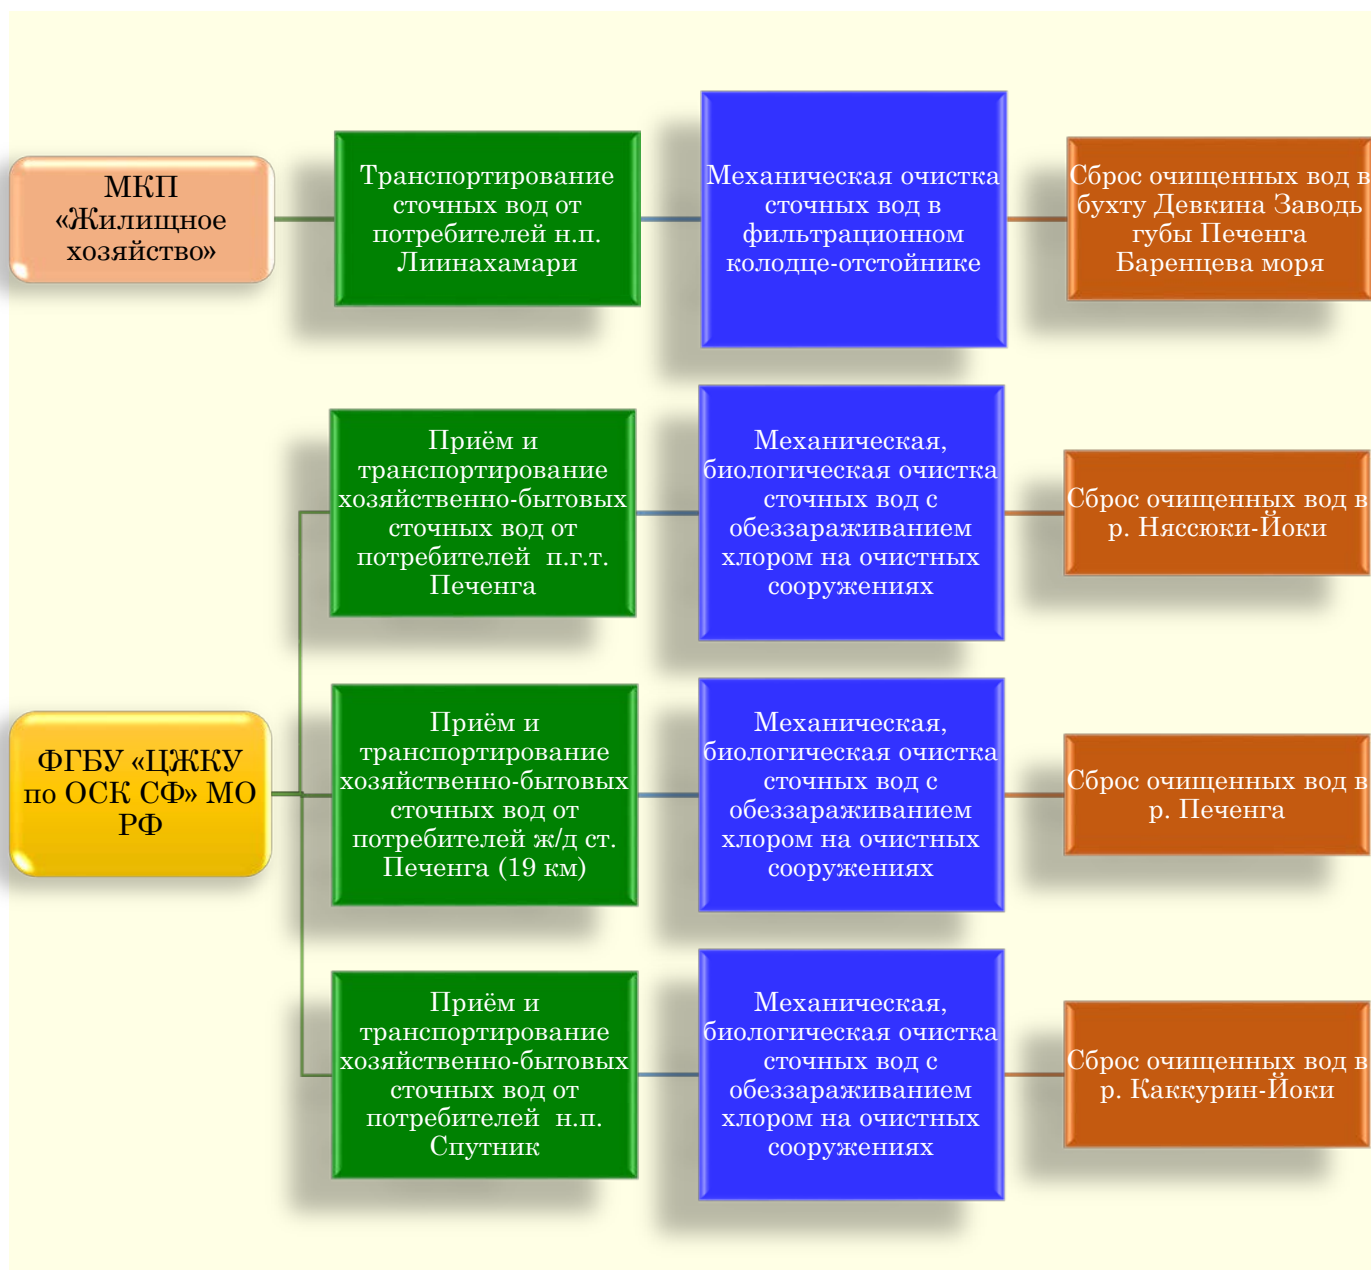 МКП
«Жилищное
хозяйство»
Транспортирование
сточных вод от
потребителей н.п.
Лиинахамари
Механическая очистка
сточных вод в
фильтрационном
колодце-отстойнике
Сброс очищенных вод в
бухту Девкина Заводь
губы Печенга
Баренцева моря
ФГБУ «ЦЖКУ
по ОСК СФ» МО
РФ
Приём и
транспортирование
хозяйственно-бытовых
сточных вод от
потребителей п.г.т.
Печенга
Механическая,
биологическая очистка
сточных вод с
обеззараживанием
хлором на очистных
сооружениях
Сброс очищенных вод в
р. Няссюки-Йоки
Приём и
транспортирование
хозяйственно-бытовых
сточных вод от
потребителей ж/д ст.
Печенга (19 км)
Механическая,
биологическая очистка
сточных вод с
обеззараживанием
хлором на очистных
сооружениях
Сброс очищенных вод в
р. Печенга
Приём и
транспортирование
хозяйственно-бытовых
сточных вод от
потребителей н.п.
Спутник
Механическая,
биологическая очистка
сточных вод с
обеззараживанием
хлором на очистных
сооружениях
Сброс очищенных вод в
р. Каккурин-Йоки